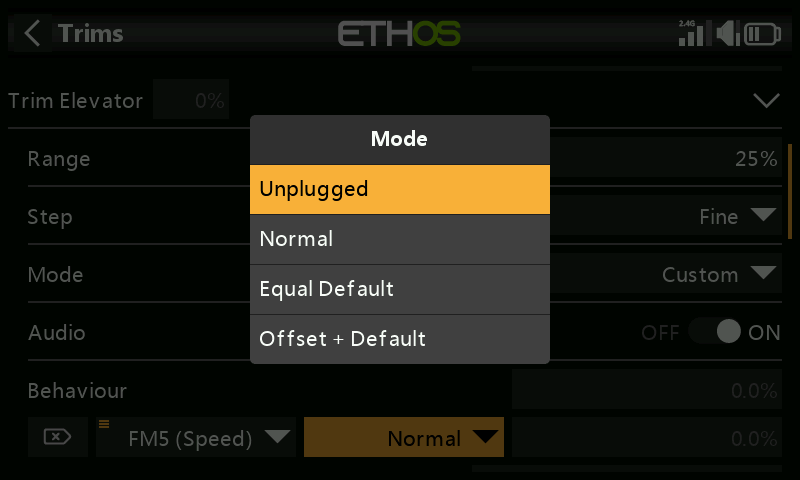 Trims
ETHOS
2.4G
Trim Elevator 0%
Mode
Range 25%
Unplugged
Step Fine
Normal
Mode Custom
Equal Default
Audio OFF ON
Offset + Default
Behaviour 0.0%
FM5 (Speed) Normal 0.0%